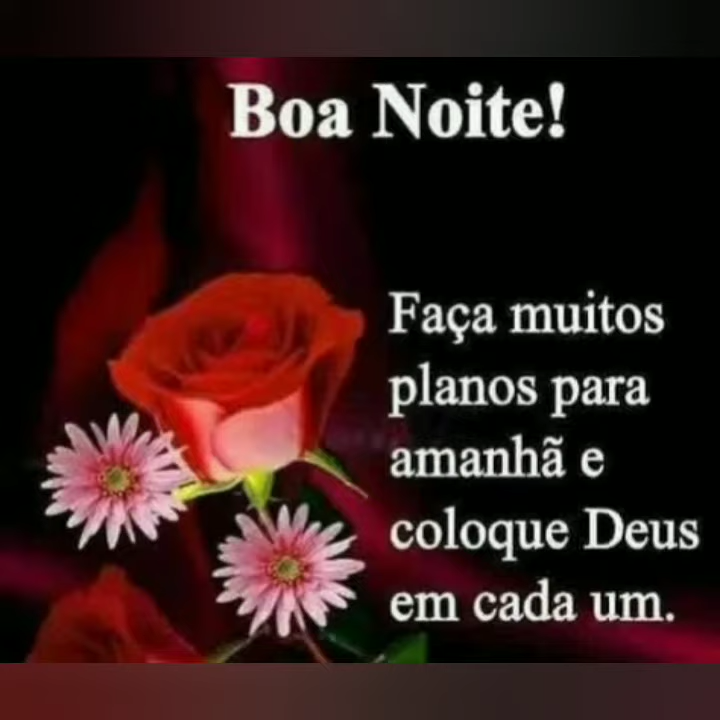 Boa Noite!
Faça muitos
planos para
amanhã e
coloque Deus
em cada um.